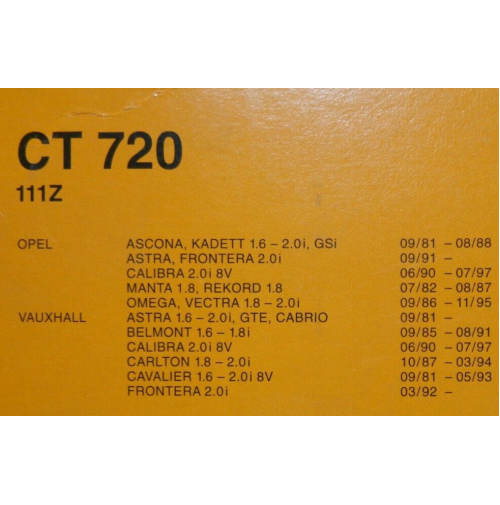 CT 720
111Z
OPEL ASCONA, KADETT 1.6 – 2.0i, GSi 09/81 – 08/88
ASTRA, FRONTERA 2.0i 09/91 –
CALIBRA 2.0i 8V 06/90 – 07/97
MANTA 1.8, REKORD 1.8 07/82 – 08/87
OMEGA, VECTRA 1.8 – 2.0i 09/86 – 11/95
VAUXHALL ASTRA 1.6 – 2.0i, GTE, CABRIO 09/81 –
BELMONT 1.6 – 1.8i 09/85 – 08/91
CALIBRA 2.0i 8V 06/90 – 07/97
CARLTON 1.8 – 2.0i 10/87 – 03/94
CAVALIER 1.6 – 2.0i 8V 09/81 – 05/93
FRONTERA 2.0i 03/92 –